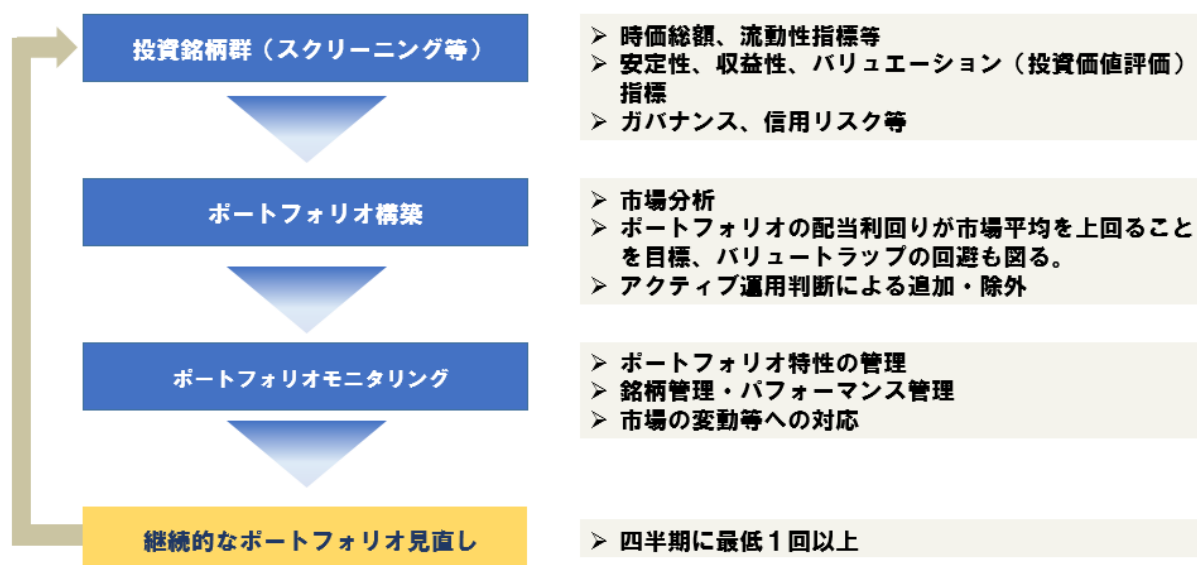 投資銘柄群（スクリーニング等）
➢ 時価総額、流動性指標等
➢ 安定性、収益性、バリュエーション（投資価値評価）
指標
➢ ガバナンス、信用リスク等
ポートフォリオ構築
➢ 市場分析
➢ ポートフォリオの配当利回りが市場平均を上回ること
を目標、バリュートラップの回避も図る。
➢ アクティブ運用判断による追加・除外
ポートフォリオモニタリング
➢ ポートフォリオ特性の管理
➢ 銘柄管理・パフォーマンス管理
➢ 市場の変動等への対応
継続的なポートフォリオ見直し
➢ 四半期に最低１回以上